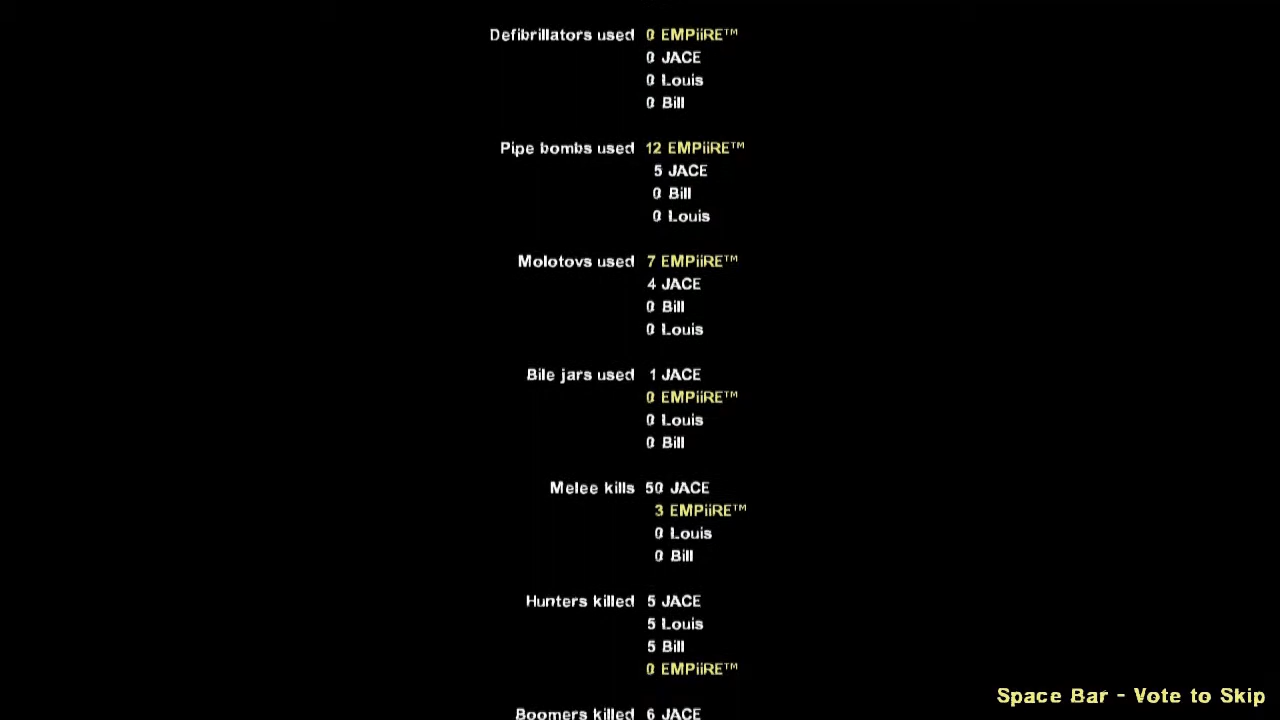 Defibrillators used 0 EMPiiRE™
0 JACE
0 Louis
0 Bill
Pipe bombs used 12 EMPiiRE™
5 JACE
0 Bill
0 Louis
Molotovs used 7 EMPiiRE™
4 JACE
0 Bill
0 Louis
Bile jars used 1 JACE
0 EMPiiRE™
0 Louis
0 Bill
Melee kills 50 JACE
3 EMPiiRE™
0 Louis
0 Bill
Hunters killed 5 JACE
5 Louis
5 Bill
0 EMPiiRE™
Space Bar - Vote to Skip
Boomers killed 6 JACE